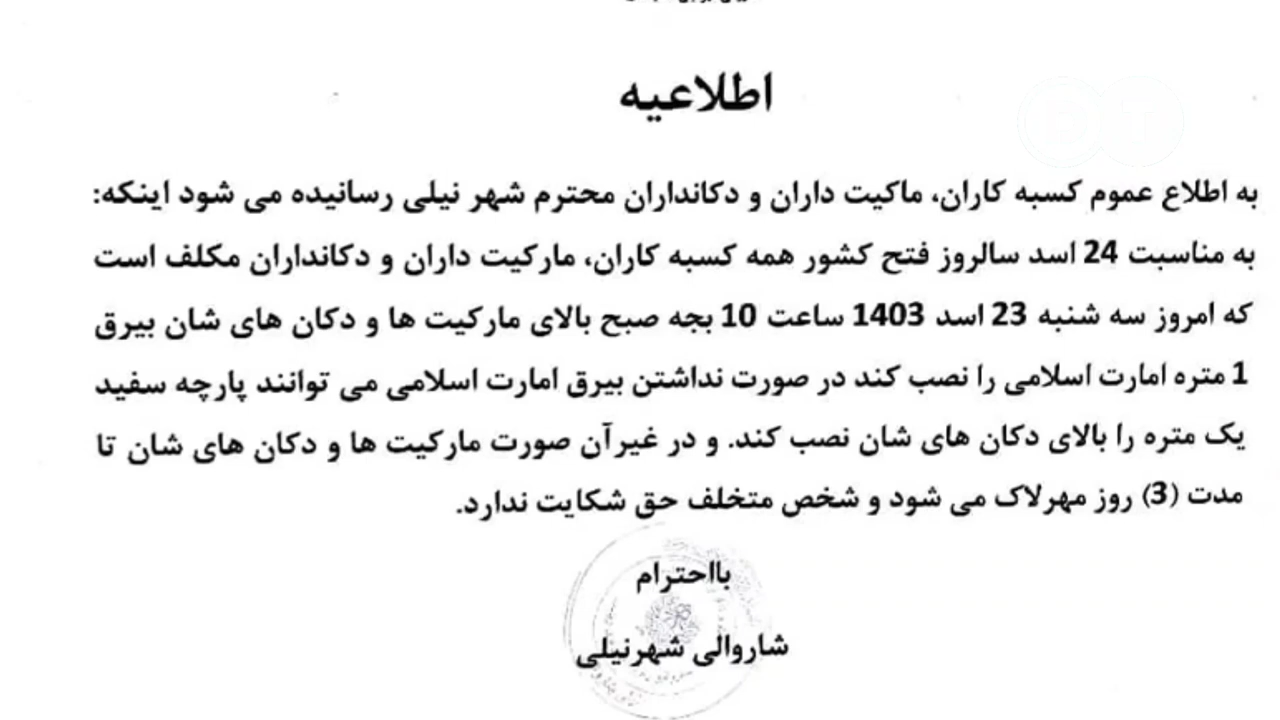 اطلاعیه
به اطلاع عموم کسبه کاران، ماکیت داران و دکانداران محترم شهر نیلی رسانیده می شود اینکه:
به مناسبت 24 اسد سالروز فتح کشور همه کسبه کاران، مارکیت داران و دکانداران مکلف است
که امروز سه شنبه 23 اسد 1403 ساعت 10 بجه صبح بالای مارکیت ها و دکان های شان بیرق
1 متره امارت اسلامی را نصب کند در صورت نداشتن بیرق امارت اسلامی می توانند پارچه سفید
یک متره را بالای دکان های شان نصب کند. و در غیرآن صورت مارکیت ها و دکان های شان تا
مدت (3) روز مهرلاک می شود و شخص متخلف حق شکایت ندارد.
بااحترام
شاروالی شهرنیلی